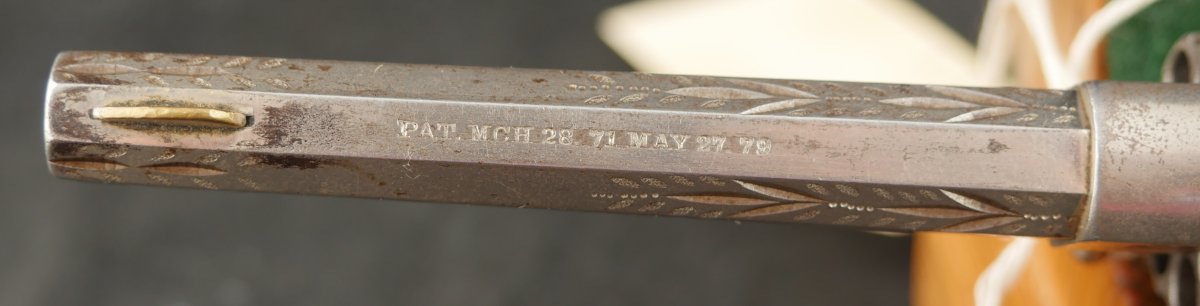 PAT. MCH 28. 71 MAY 27. 79